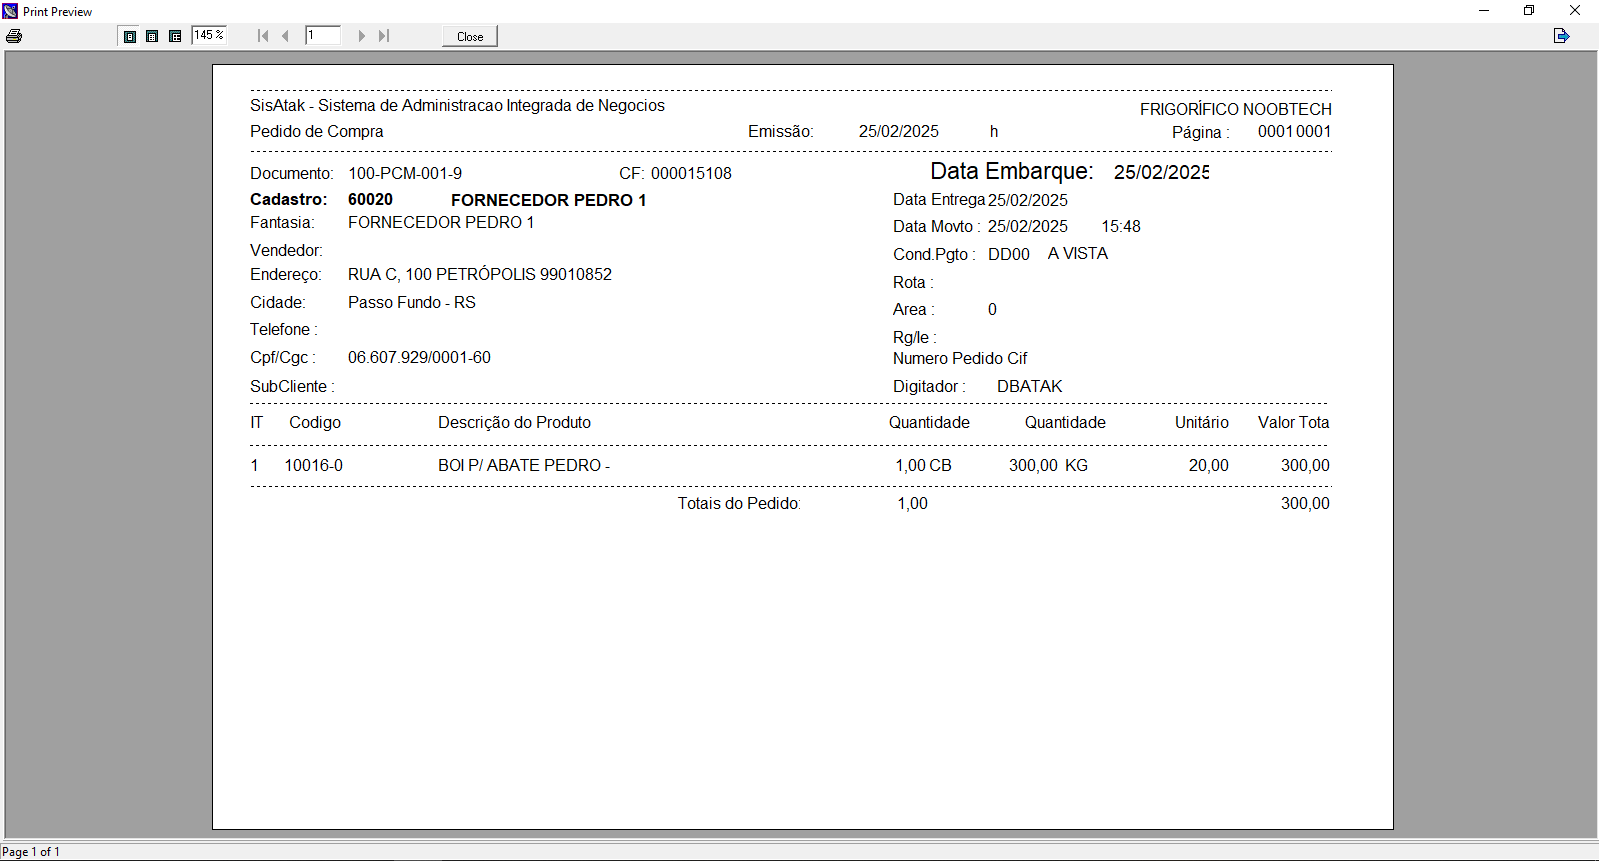 Print Preview
145 % 1 Close
SisAtak - Sistema de Administracao Integrada de Negocios
FRIGORÍFICO NOOBTECH
Pedido de Compra Emissão: 25/02/2025 h Página : 0001 0001
Documento: 100-PCM-001-9 CF: 000015108 Data Embarque: 25/02/2025
Cadastro: 60020 FORNECEDOR PEDRO 1 Data Entrega 25/02/2025
Fantasia: FORNECEDOR PEDRO 1 Data Movto : 25/02/2025 15:48
Vendedor: Cond.Pgto : DD00 A VISTA
Endereço: RUA C, 100 PETRÓPOLIS 99010852 Rota :
Cidade: Passo Fundo - RS Area : 0
Telefone : Rg/Ie :
Cpf/Cgc : 06.607.929/0001-60 Numero Pedido Cif
SubCliente : Digitador : DBATAK
IT Codigo Descrição do Produto Quantidade Quantidade Unitário Valor Tota
1 10016-0 BOI P/ ABATE PEDRO - 1,00 CB 300,00 KG 20,00 300,00
Totais do Pedido: 1,00 300,00
Page 1 of 1